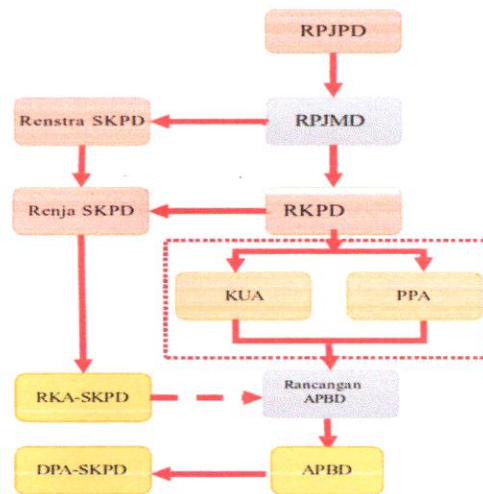 RPJPD
Renstra SKPD
RPJMD
Renja SKPD
RKPD
KUA
PPA
RKA-SKPD
Rancangan
APBD
DPA-SKPD
APBD